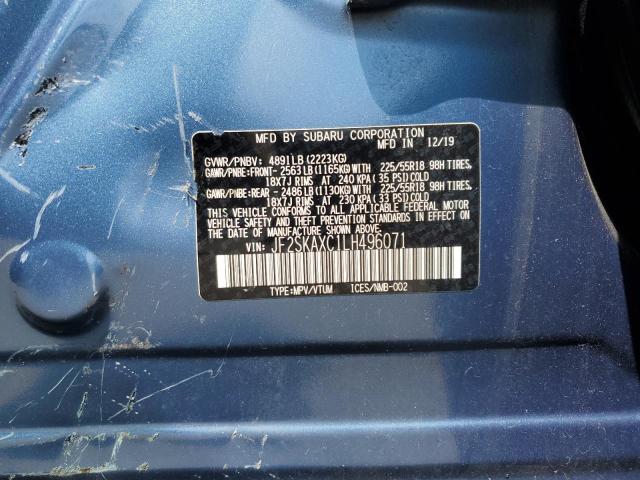 MFD BY SUBARU CORPORATION
MFD IN 12/19
GVWR/PNBV: 4891LB(2223KG)
GAWR/PNBE:FRONT- 2563LB(1165KG)WITH 225/55R18 98H TIRES,
18X7J RIMS AT 240 KPA(35 PSI)COLD
GAWR/PNBE:REAR - 2486LB(1130KG)WITH 225/55R18 98H TIRES,
18X7J RIMS AT 230 KPA(33 PSI)COLD
THIS VEHICLE CONFORMS TO ALL APPLICABLE FEDERAL MOTOR
VEHICLE SAFETY AND THEFT PREVENTION STANDARDS
IN EFFECT ON THE DATE OF MANUFACTURE SHOWN ABOVE.
VIN: JF2SKAXC1LH496071
TYPE:MPV/VTUM ICES/NMB-002